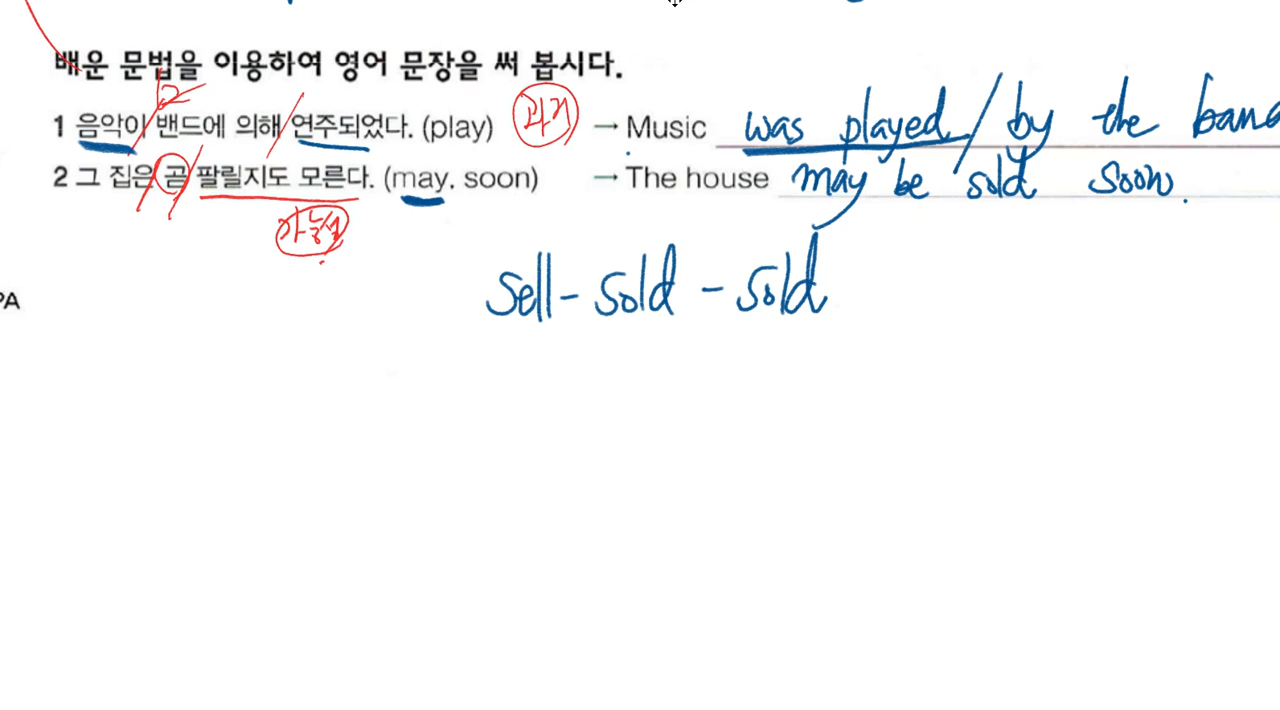 배운 문법을 이용하여 영어 문장을 써 봅시다.
1 음악이 밴드에 의해 연주되었다. (play) 과거 → Music was played / by the band
2 그 집은 곧 팔릴지도 모른다. (may, soon) → The house may be sold soon.
가능성
sell - sold - sold
PA